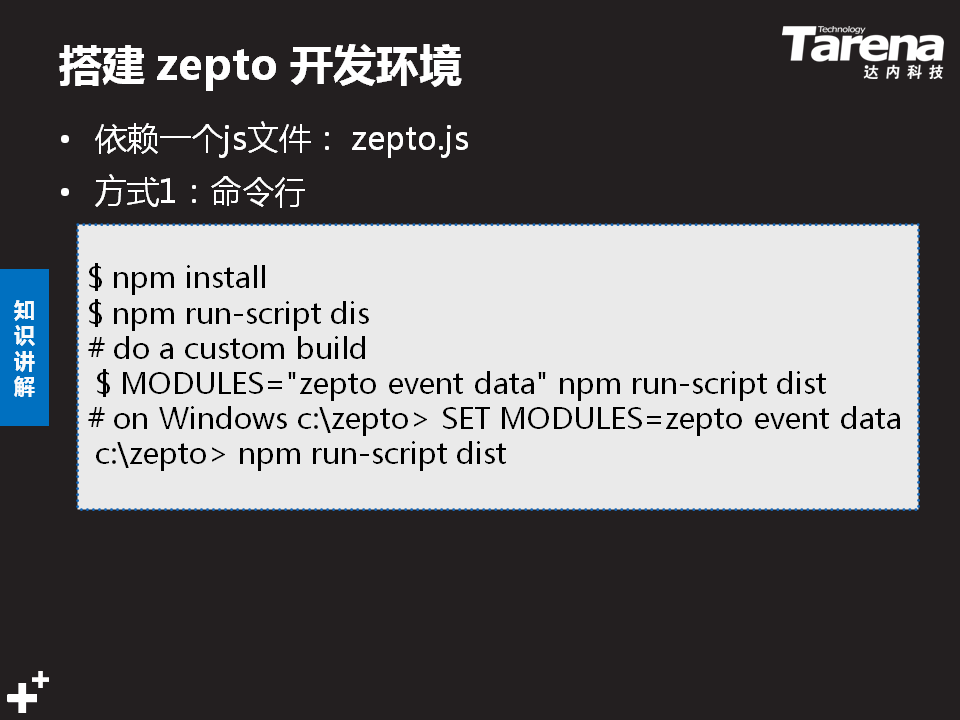 搭建 zepto 开发环境
Technology
Tarena
达内科技
• 依赖一个js文件： zepto.js
• 方式1：命令行
知识讲解
$ npm install
$ npm run-script dis
# do a custom build
$ MODULES="zepto event data" npm run-script dist
# on Windows c:\zepto> SET MODULES=zepto event data
c:\zepto> npm run-script dist